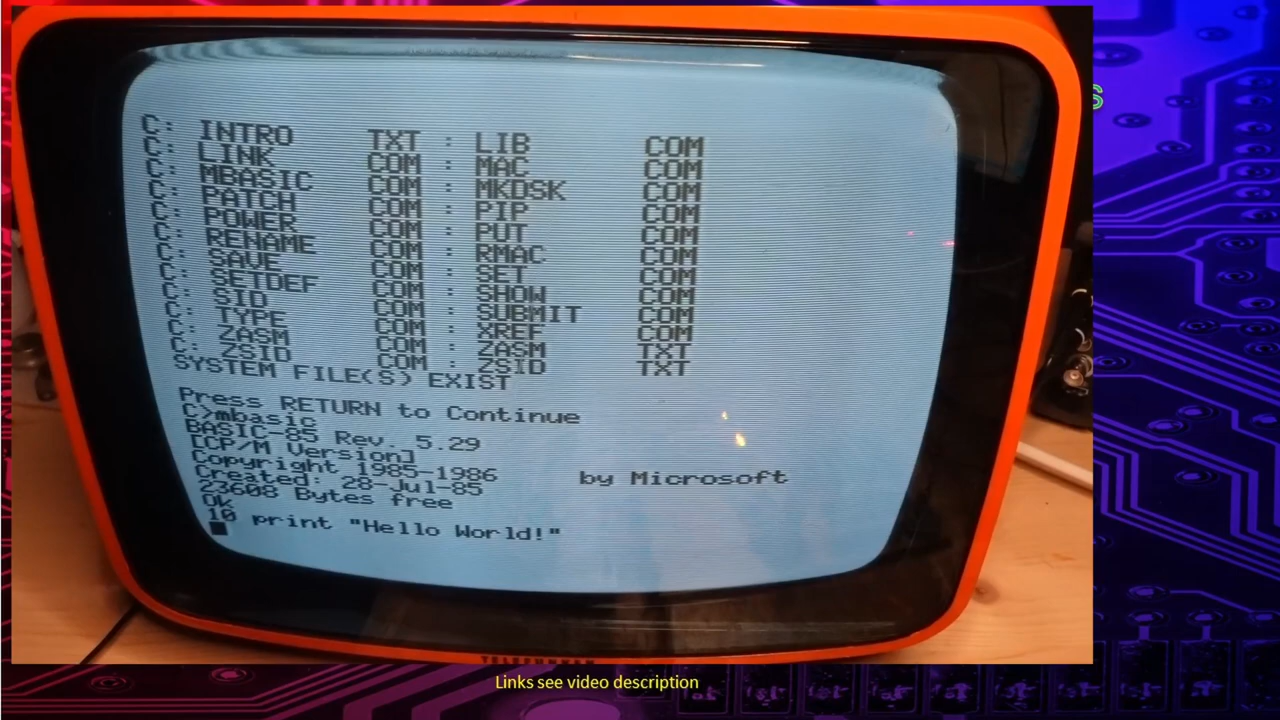 C: INTRO TXT : LIB COM
C: LINK COM : MAC COM
C: MBASIC COM : MKDSK COM
C: PATCH COM : PIP COM
C: POWER COM : PUT COM
C: RENAME COM : RMAC COM
C: SAVE COM : SET COM
C: SETDEF COM : SHOW COM
C: SID COM : SUBMIT COM
C: TYPE COM : XREF COM
C: ZASM COM : ZASM TXT
C: ZSID COM : ZSID TXT
SYSTEM FILE(S) EXIST
Press RETURN to Continue
C>mbasic
BASIC-85 Rev. 5.29
[CP/M Version]
Copyright 1985-1986 by Microsoft
Created: 28-Jul-85
23608 Bytes free
Ok
10 print "Hello World!"
TELEFUNKEN
Links see video description